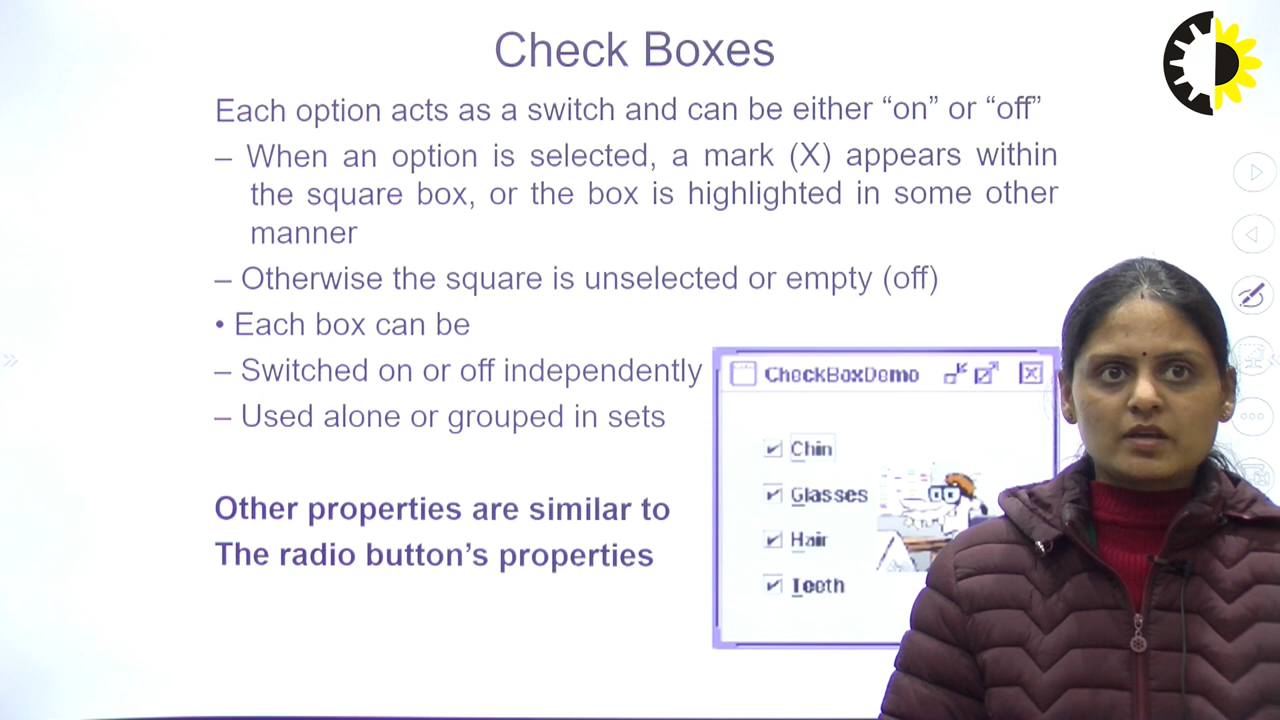 Check Boxes
Each option acts as a switch and can be either “on” or “off”
– When an option is selected, a mark (X) appears within
the square box, or the box is highlighted in some other
manner
– Otherwise the square is unselected or empty (off)
• Each box can be
– Switched on or off independently
– Used alone or grouped in sets
Other properties are similar to
The radio button’s properties
CheckBoxDemo
Chin
Glasses
Hair
Teeth